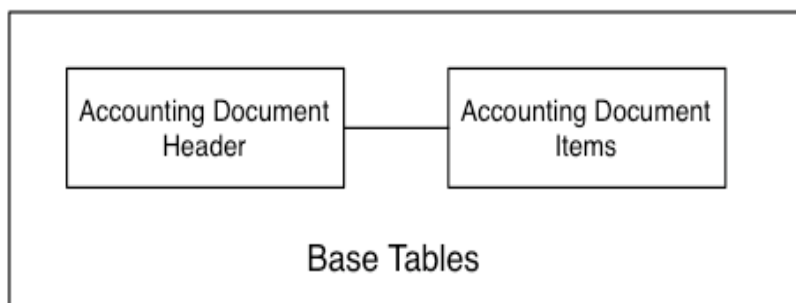 Accounting Document
Header
Accounting Document
Items
Base Tables